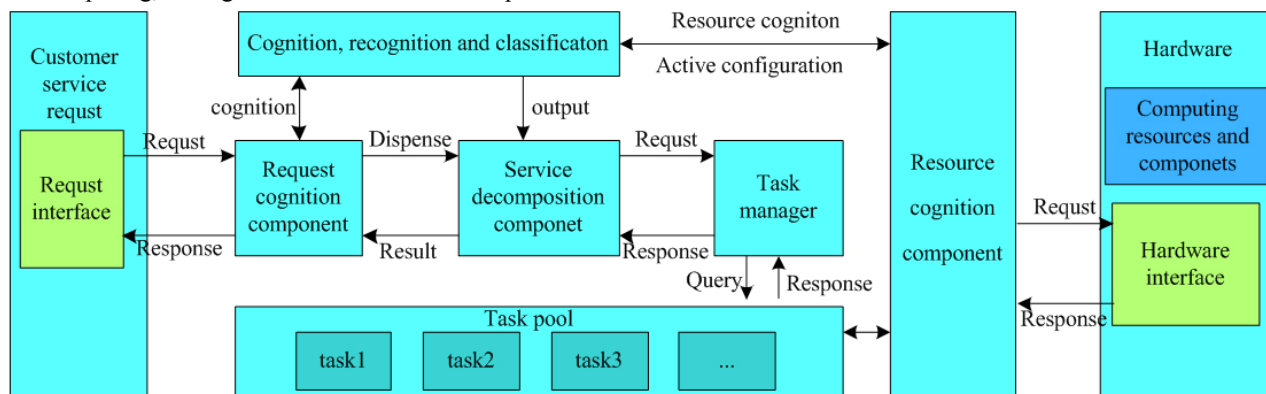 Customer
service
requst
Requst
interface
Cognition, recognition and classificaton
Resource cogniton
Active configuration
cognition
output
Requst
Response
Request
cognition
component
Dispense
Result
Service
decomposition
componet
Requst
Response
Task
manager
Query
Response
Task pool
task1
task2
task3
...
Resource
cognition
component
Requst
Response
Hardware
Computing
resources and
componets
Hardware
interface